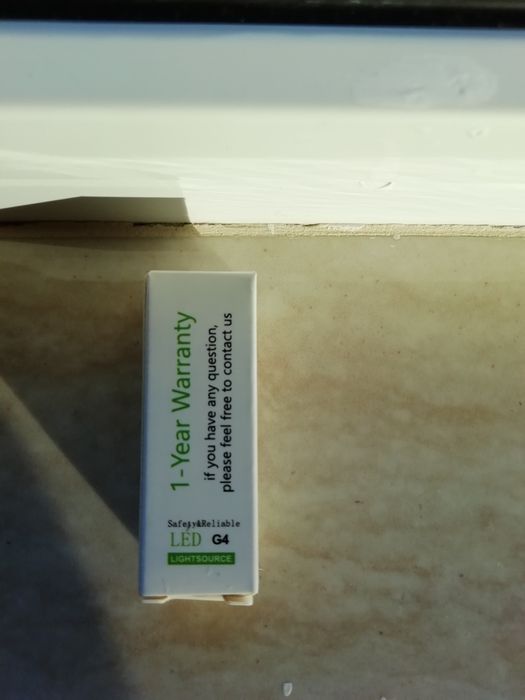 1-Year Warranty
if you have any question,
please feel free to contact us
Safety&Reliable
LED G4
LIGHTSOURCE